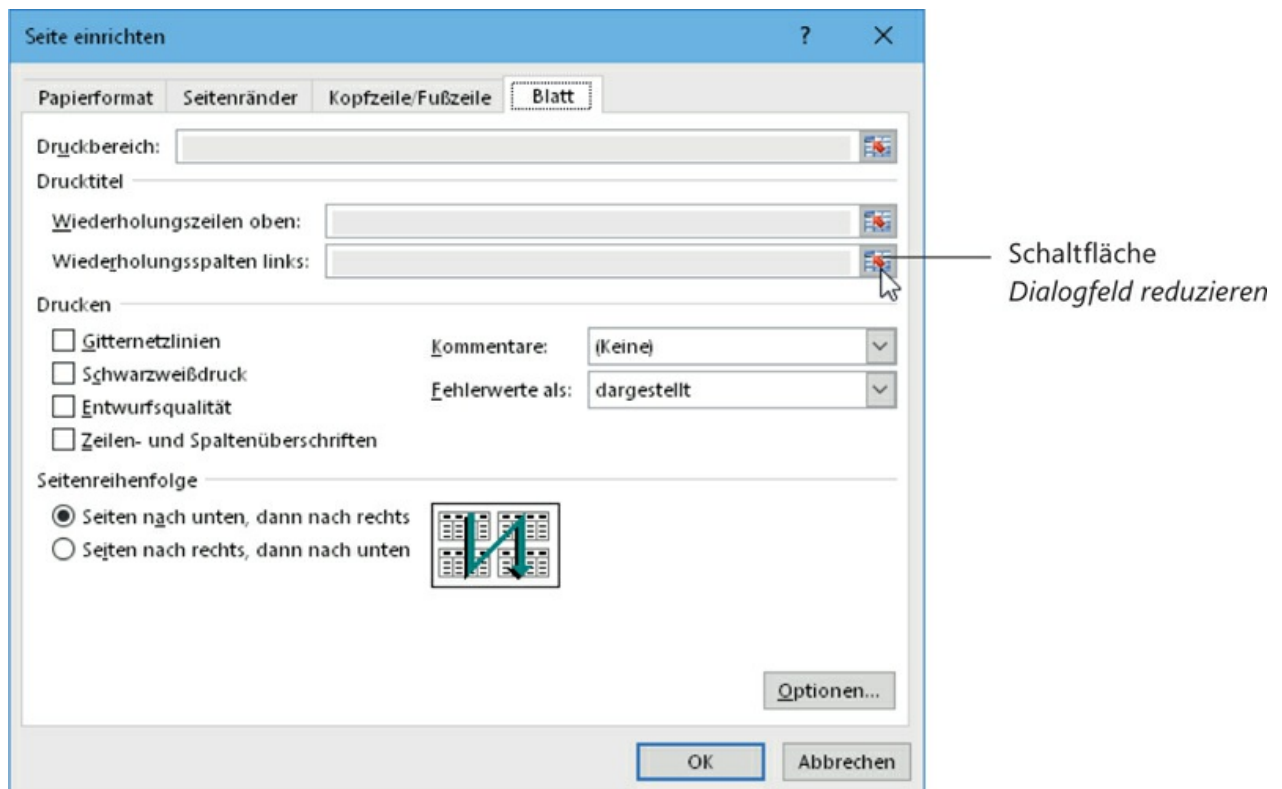 Seite einrichten
?
Papierformat Seitenränder Kopfzeile/Fußzeile Blatt
Druckbereich:
Drucktitel
Wiederholungszeilen oben:
Wiederholungsspalten links:
Schaltfläche
Dialogfeld reduzieren
Drucken
Gitternetzlinien
Kommentare: (Keine)
Schwarzweißdruck
Fehlerwerte als: dargestellt
Entwurfsqualität
Zeilen- und Spaltenüberschriften
Seitenreihenfolge
Seiten nach unten, dann nach rechts
Seiten nach rechts, dann nach unten
Optionen...
OK Abbrechen